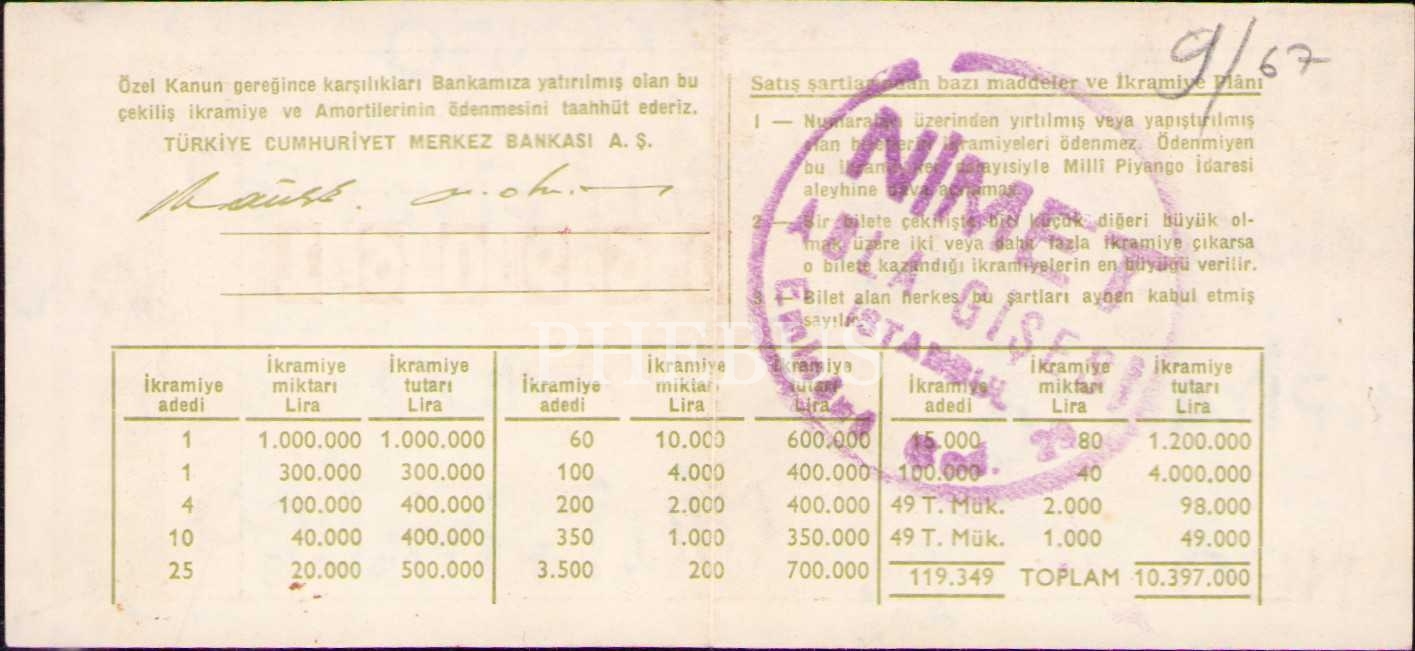 9/67
Özel Kanun gereğince karşılıkları Bankamıza yatırılmış olan bu
çekiliş ikramiye ve Amortilerinin ödenmesini taahhüt ederiz.
TÜRKİYE CUMHURİYET MERKEZ BANKASI A. Ş.
Satış şartlarından bazı maddeler ve İkramiye Plânı
1 — Numaraları üzerinden yırtılmış veya yapıştırılmış
olan biletlerin ikramiyeleri ödenmez. Ödenmiyen
bu ikramiyeler dolayısiyle Millî Piyango İdaresi
aleyhine dava açılamaz.
2 — Bir bilete çekilişte biri küçük diğeri büyük ol-
mak üzere iki veya daha fazla ikramiye çıkarsa
o bilete kazandığı ikramiyelerin en büyüğü verilir.
3 — Bilet alan herkes bu şartları aynen kabul etmiş
sayılır.
NİMET
ABLA GİŞESİ
İSTANBUL
Eminönü Cad.
PHEBUS
İkramiye adedi İkramiye miktarı Lira İkramiye tutarı Lira İkramiye adedi İkramiye miktarı Lira İkramiye tutarı Lira İkramiye adedi İkramiye miktarı Lira İkramiye tutarı Lira
1 1.000.000 1.000.000 60 10.000 600.000 15.000 80 1.200.000
1 300.000 300.000 100 4.000 400.000 100.000 40 4.000.000
4 100.000 400.000 200 2.000 400.000 49 T. Mük. 2.000 98.000
10 40.000 400.000 350 1.000 350.000 49 T. Mük. 1.000 49.000
25 20.000 500.000 3.500 200 700.000 119.349 TOPLAM 10.397.000